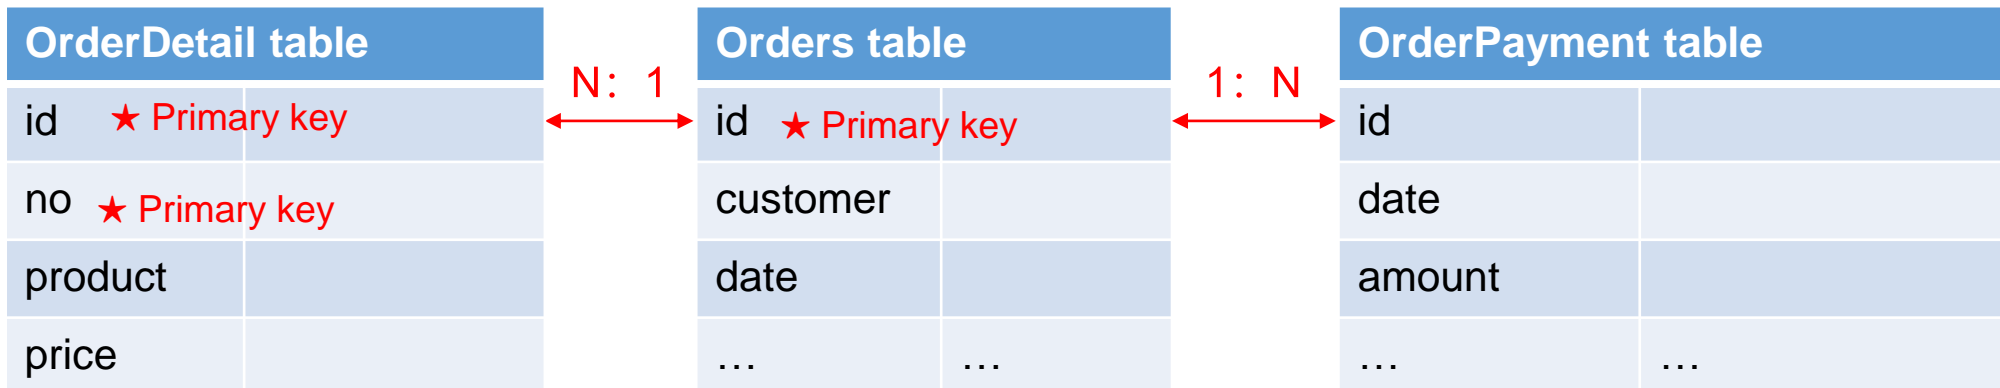 OrderDetail table
id ★ Primary key
no ★ Primary key
product
price
N: 1
Orders table
id ★ Primary key
customer
date
… …
1: N
OrderPayment table
id
date
amount
… …